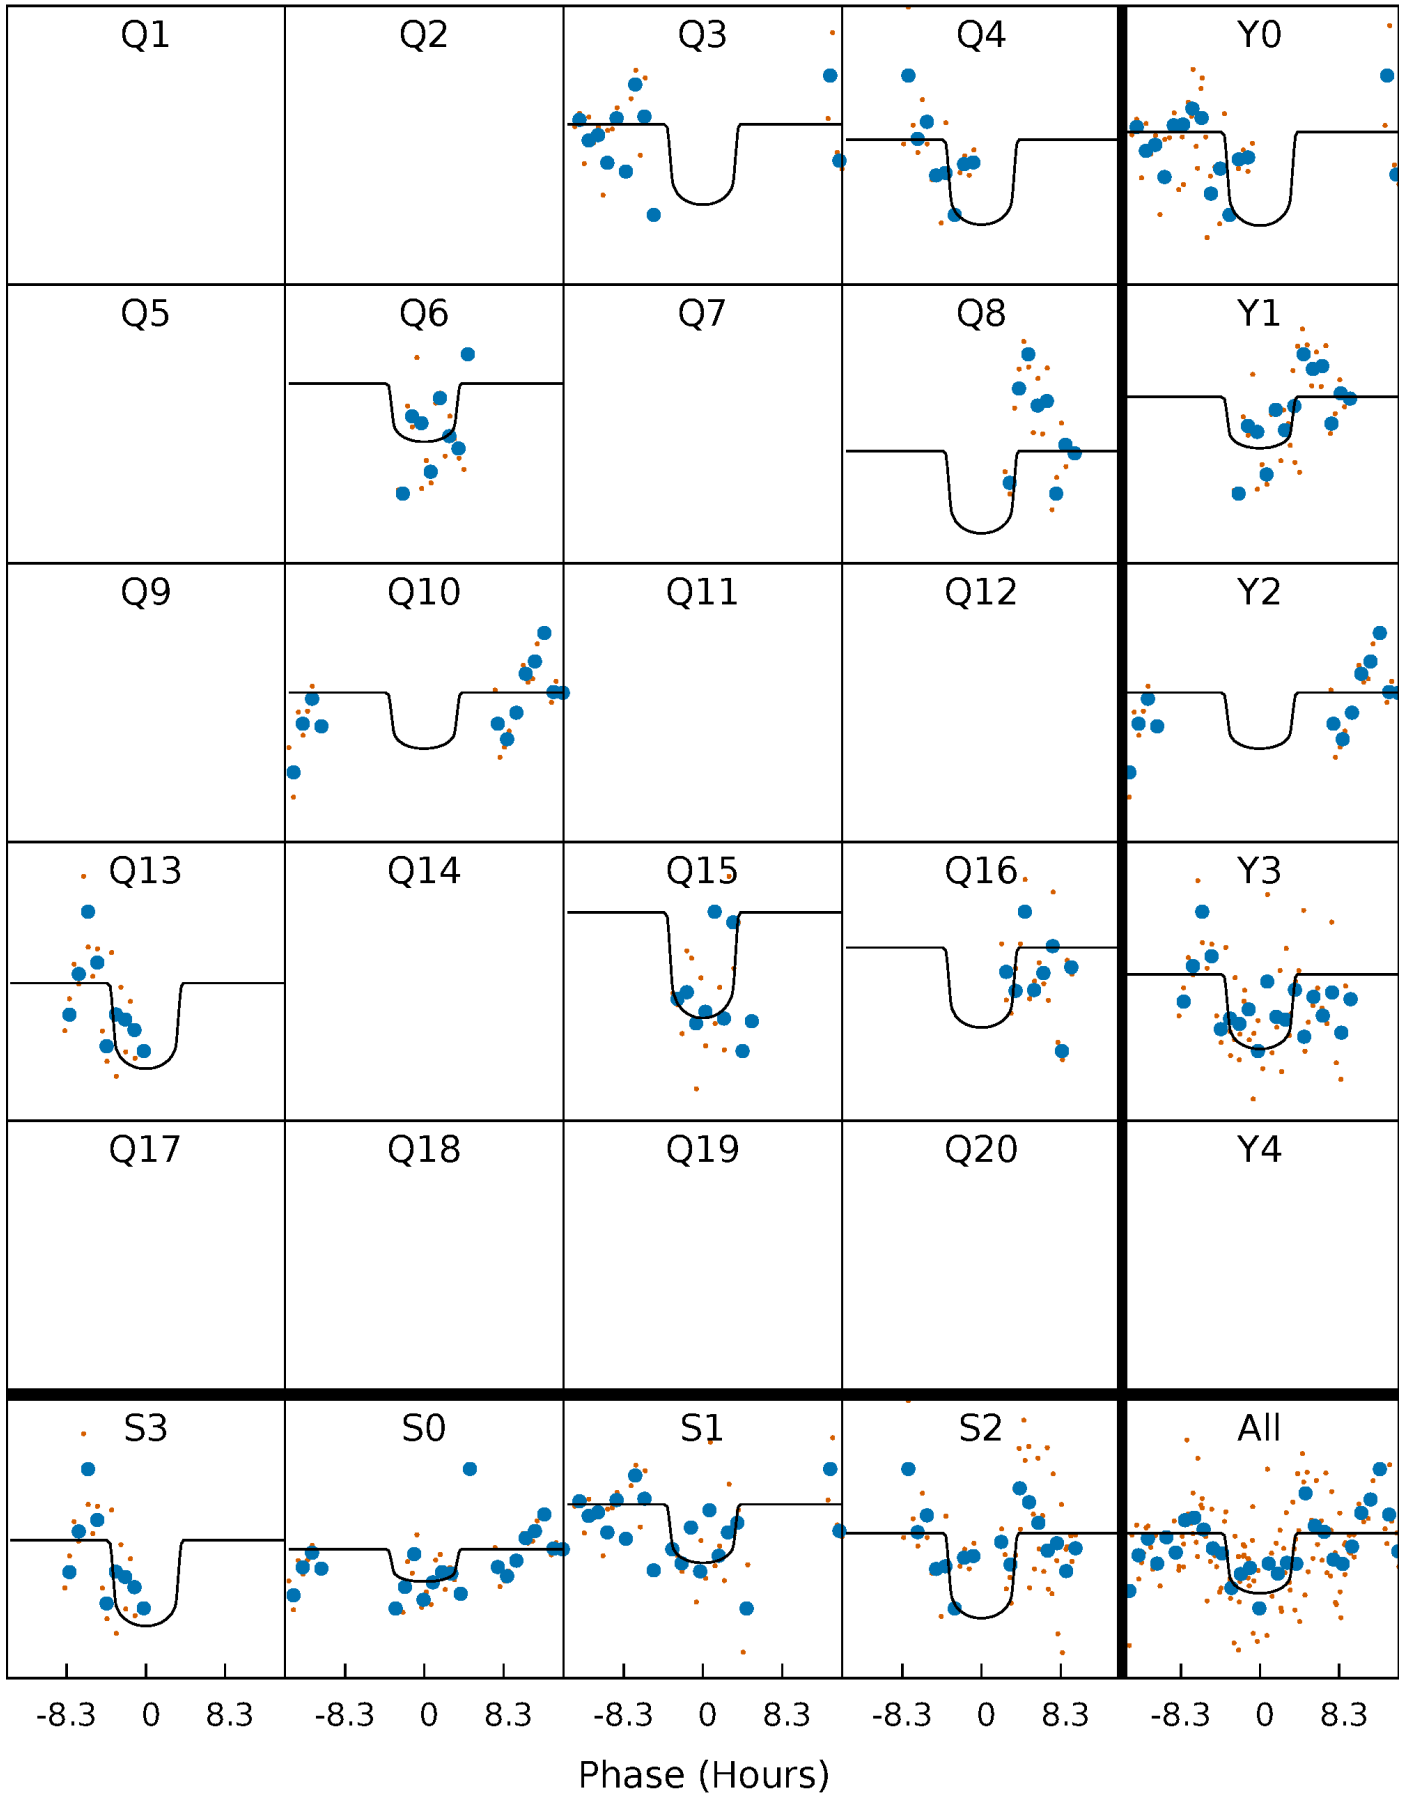 Q1 Q2 Q3 Q4 Y0
Q5 Q6 Q7 Q8 Y1
Q9 Q10 Q11 Q12 Y2
Q13 Q14 Q15 Q16 Y3
Q17 Q18 Q19 Q20 Y4
S3 S0 S1 S2 All
-8.3 0 8.3 -8.3 0 8.3 -8.3 0 8.3 -8.3 0 8.3 -8.3 0 8.3
Phase (Hours)